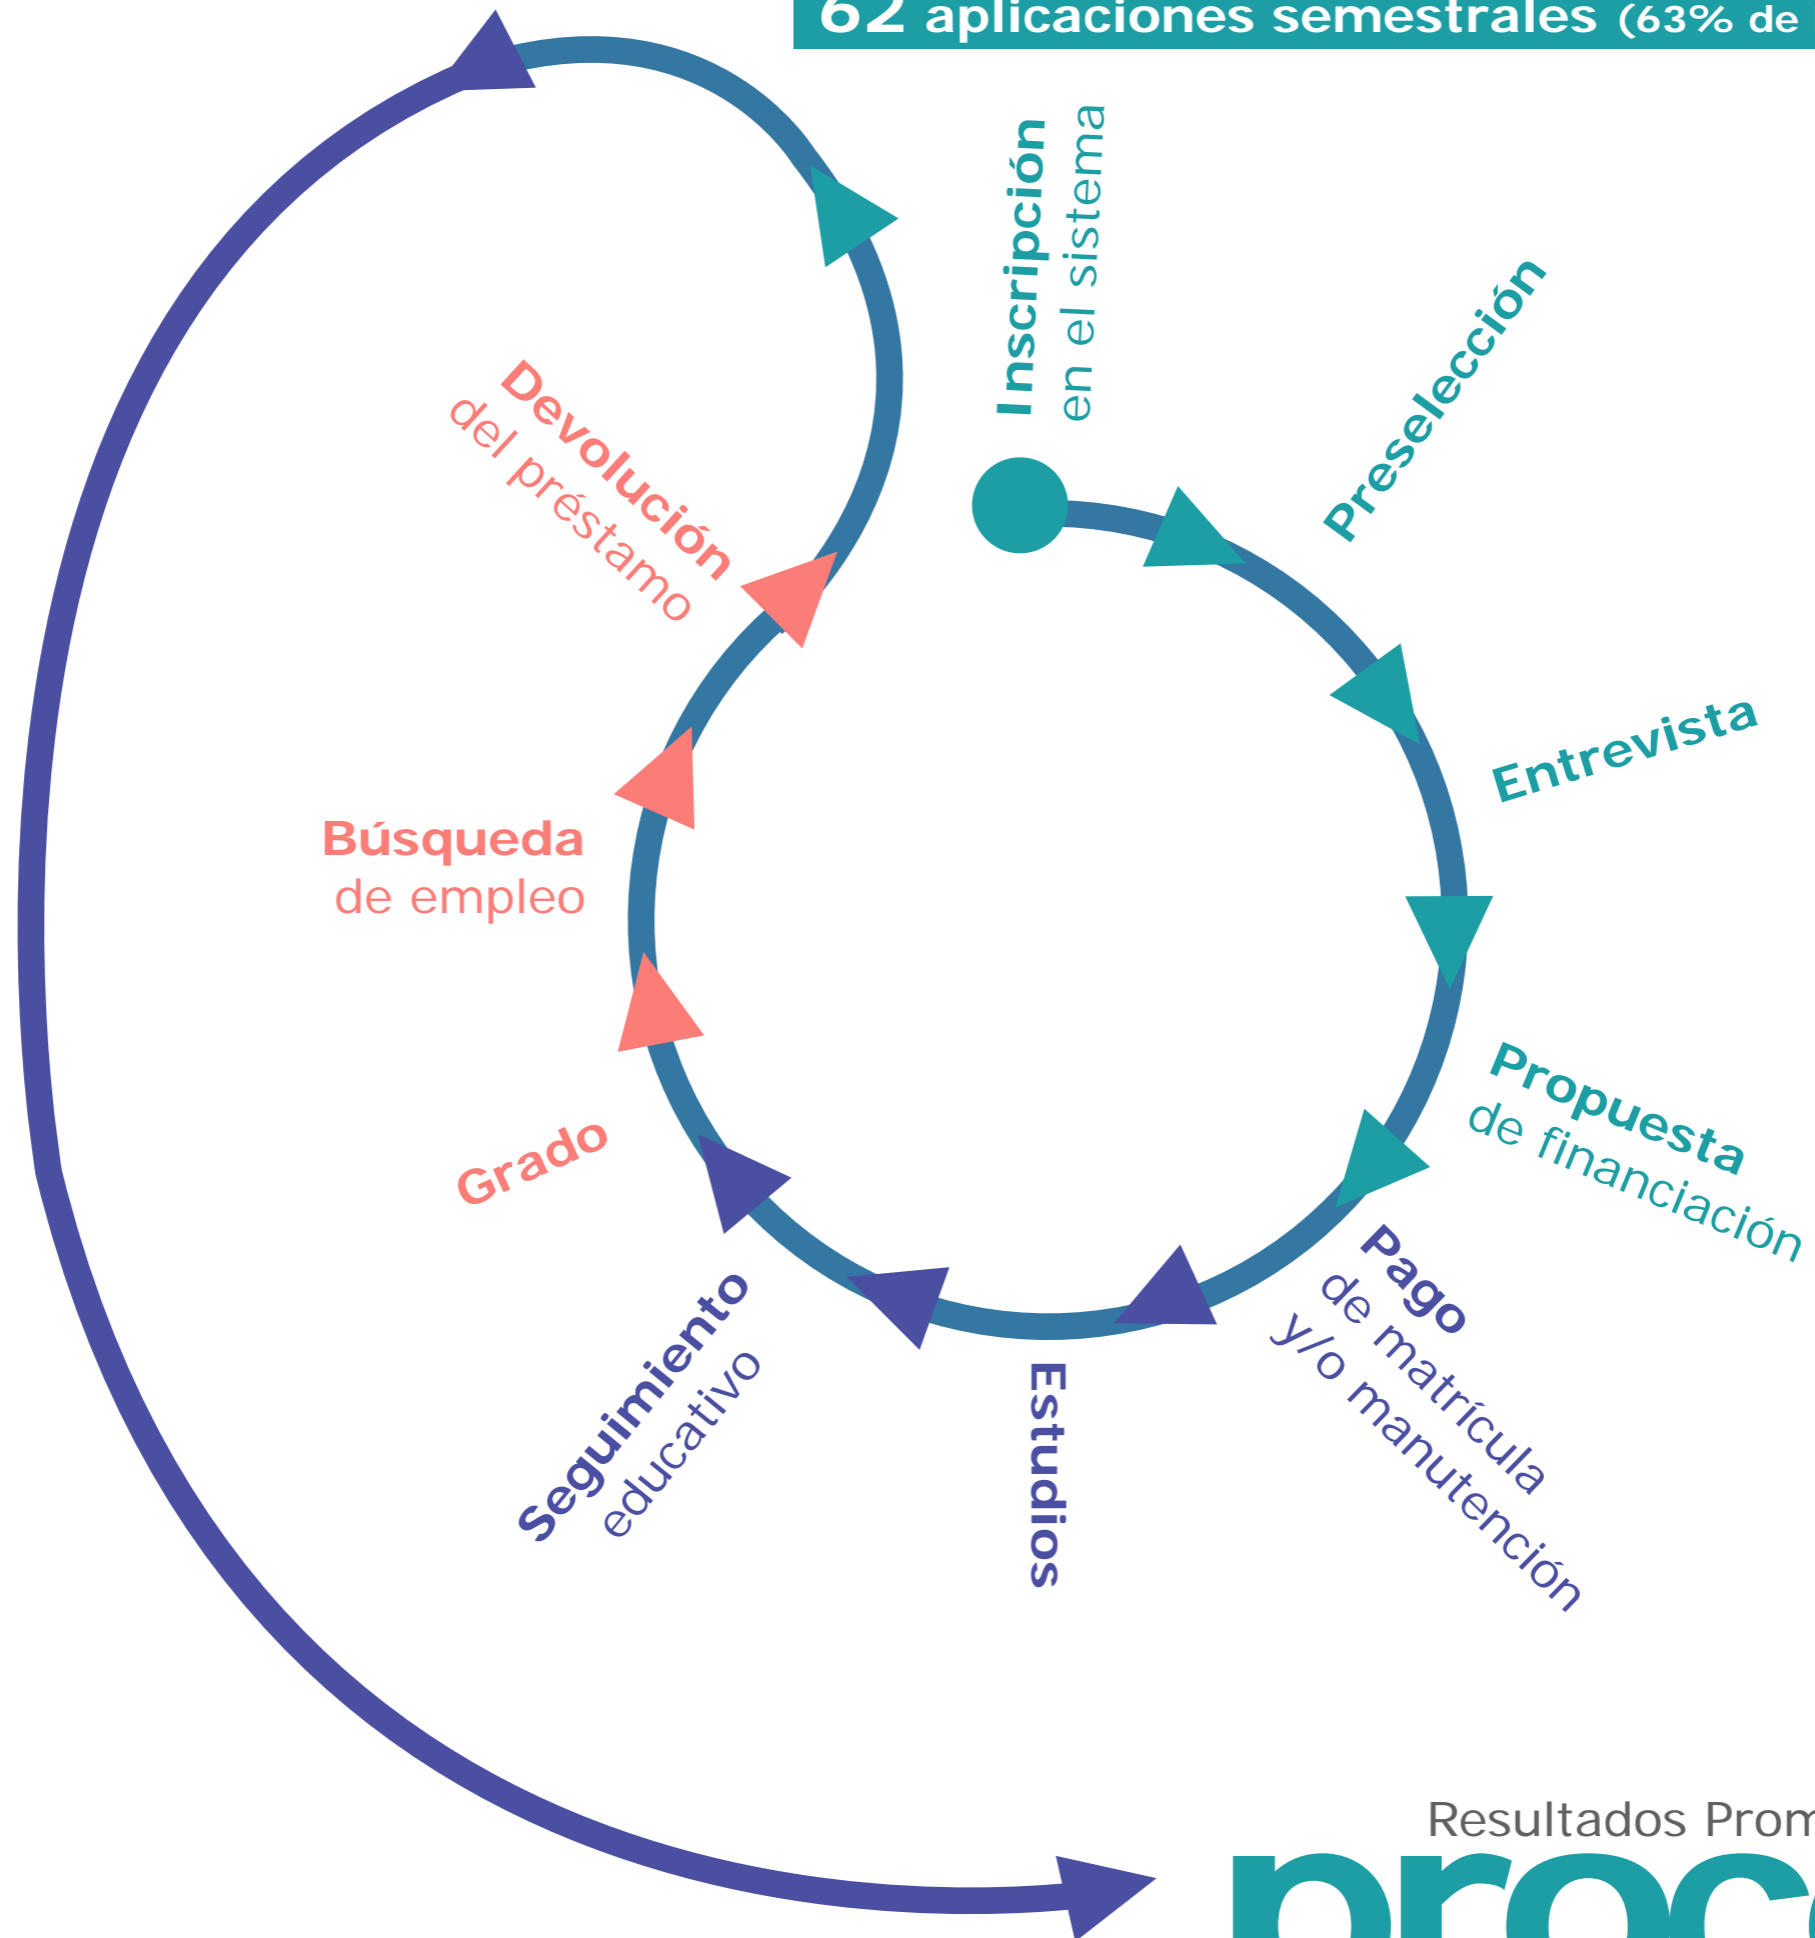 62 aplicaciones semestrales (63% de
Inscripción
en el sistema
Preselección
Entrevista
Propuesta
de financiación
Pago
de matrícula
y/o manutención
Estudios
Seguimiento
educativo
Grado
Búsqueda
de empleo
Devolución
del préstamo
Resultados